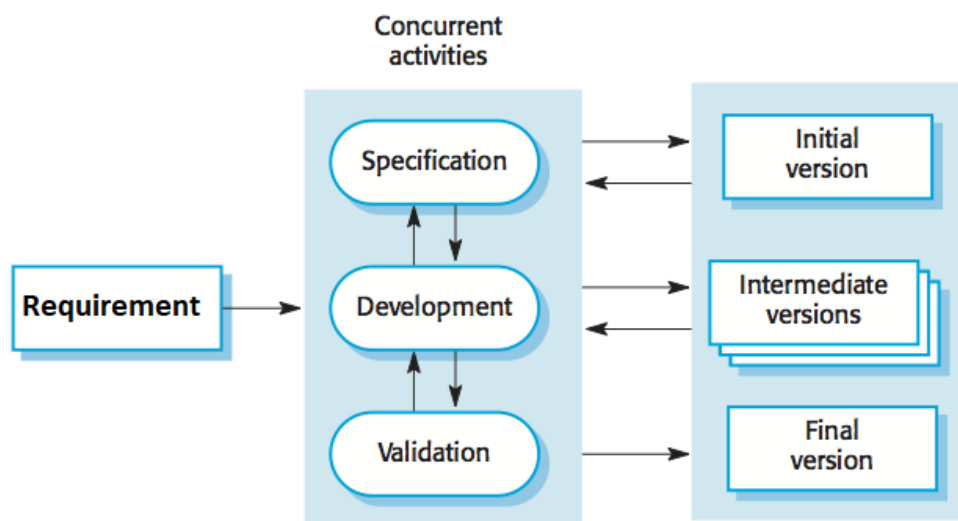 Concurrent
activities
Specification
Initial
version
Requirement
Development
Intermediate
versions
Validation
Final
version